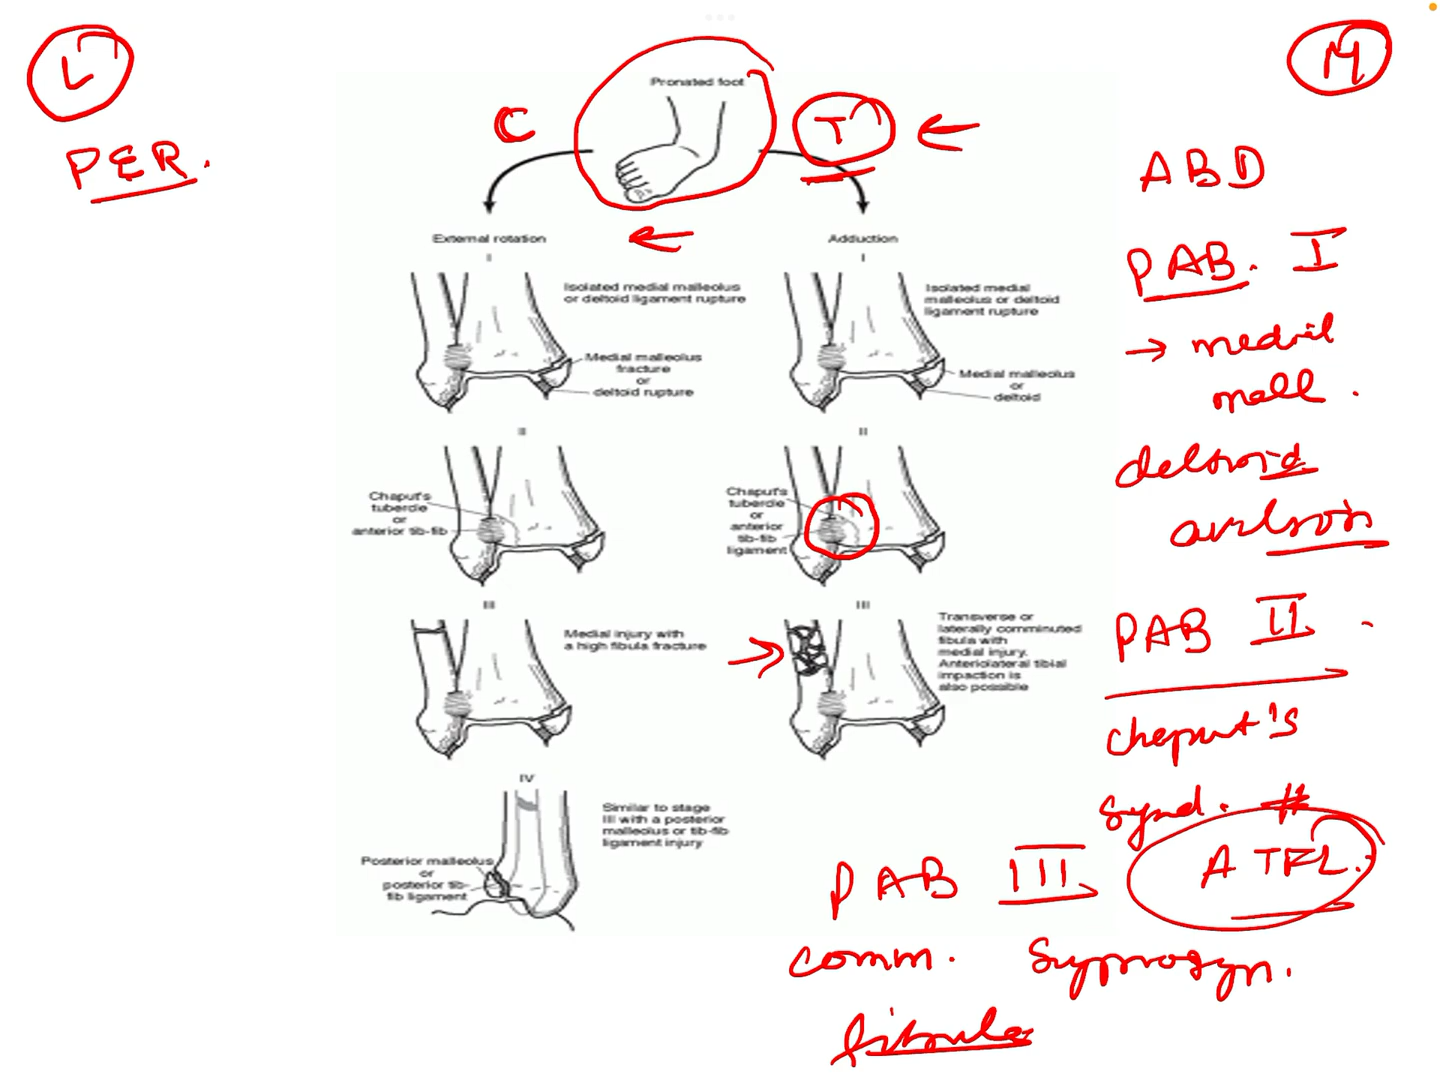 L
M
Pronated foot
C
T
PER.
ABD
External rotation
Adduction
I
I
PAB. I
Isolated medial malleolus
or deltoid ligament rupture
Isolated medial
malleolus or deltoid
ligament rupture
Medial malleolus
fracture
or
deltoid rupture
Medial malleolus
or
deltoid
→ medial
mall.
II
II
deltoid
Chaput's
tubercle
or
anterior tib-fib
Chaput's
tubercle
or
anterior
tib-fib
ligament
III
III
PAB II.
Medial injury with
a high fibula fracture
Transverse or
laterally comminuted
fibula with
medial injury.
Anteriolateral tibial
impaction is
also possible
cheput's
IV
Similar to stage
III with a posterior
malleolus or tib-fib
ligament injury
synd. #
ATFL.
Posterior malleolus
or
posterior tib-
fib ligament
PAB III
comm.
fibula